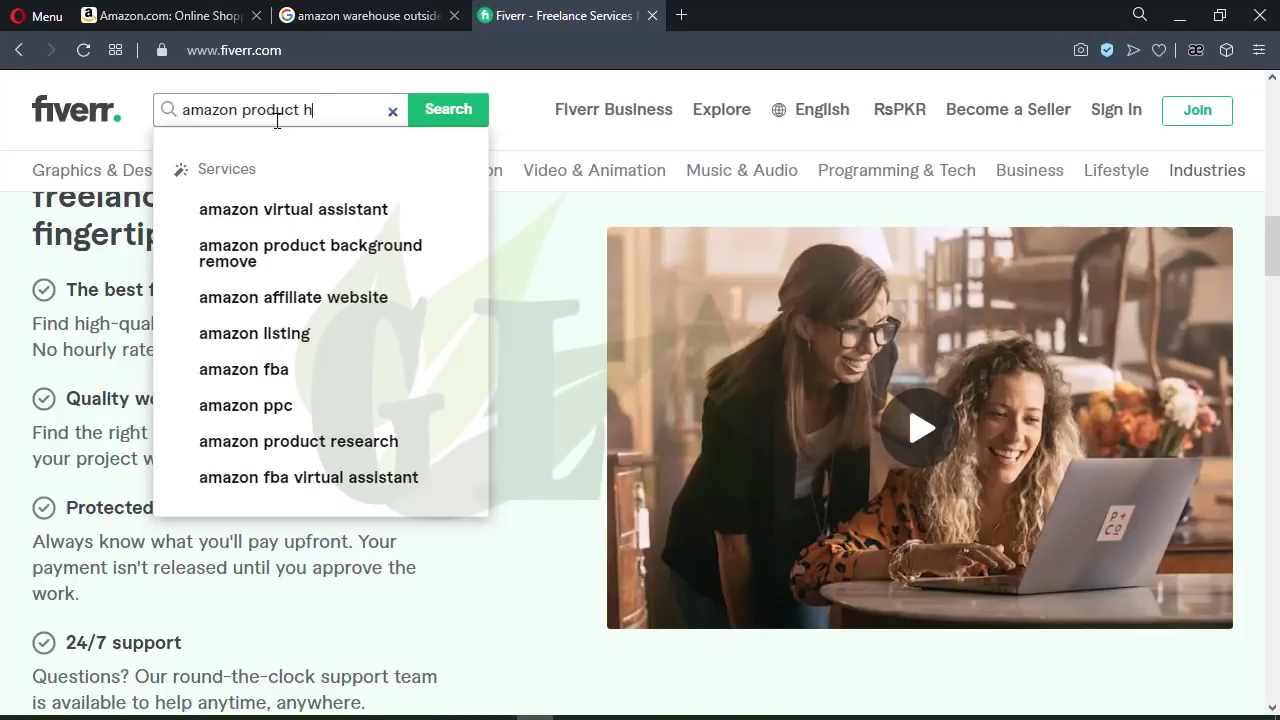 Menu
Amazon.com: Online Shopp
amazon warehouse outside
Fiverr - Freelance Services M
www.fiverr.com
fiverr.
amazon product h
Search
Fiverr Business
Explore
English
RsPKR
Become a Seller
Sign In
Join
Graphics & Des
on
Video & Animation
Music & Audio
Programming & Tech
Business
Lifestyle
Industries
Services
amazon virtual assistant
amazon product background
remove
amazon affiliate website
amazon listing
amazon fba
amazon ppc
amazon product research
amazon fba virtual assistant
freelanc
fingertip
The best f
Find high-qual
No hourly rate
Quality wo
Find the right
your project w
Protected
Always know what you'll pay upfront. Your
payment isn't released until you approve the
work.
24/7 support
Questions? Our round-the-clock support team
is available to help anytime, anywhere.
GL
P+
CO